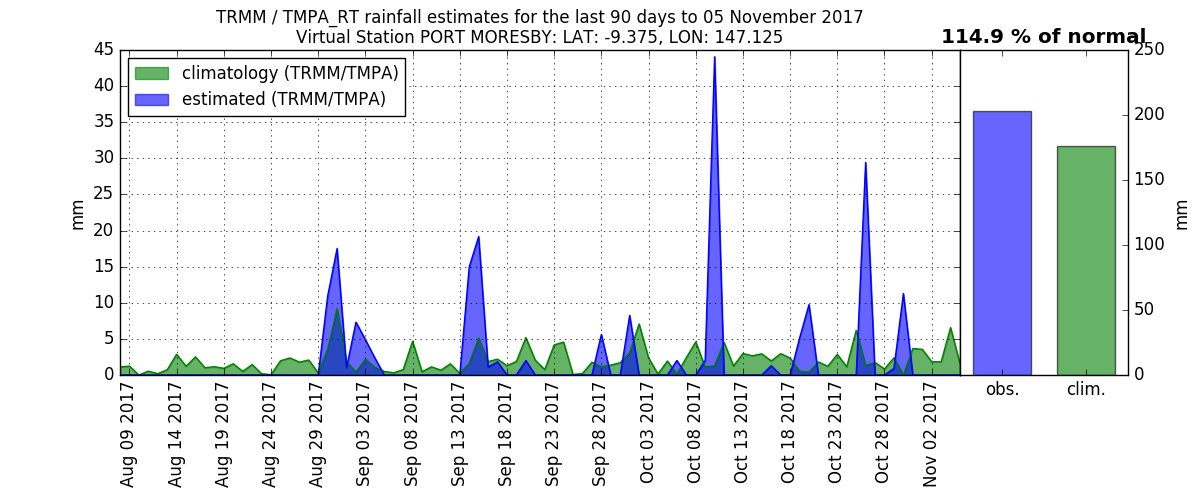 TRMM / TMPA_RT rainfall estimates for the last 90 days to 05 November 2017
Virtual Station PORT MORESBY: LAT: -9.375, LON: 147.125
114.9 % of normal
climatology (TRMM/TMPA)
estimated (TRMM/TMPA)
mm
45
40
35
30
25
20
15
10
5
0
Aug 09 2017
Aug 14 2017
Aug 19 2017
Aug 24 2017
Aug 29 2017
Sep 03 2017
Sep 08 2017
Sep 13 2017
Sep 18 2017
Sep 23 2017
Sep 28 2017
Oct 03 2017
Oct 08 2017
Oct 13 2017
Oct 18 2017
Oct 23 2017
Oct 28 2017
Nov 02 2017
obs.
clim.
250
200
150
100
50
0
mm